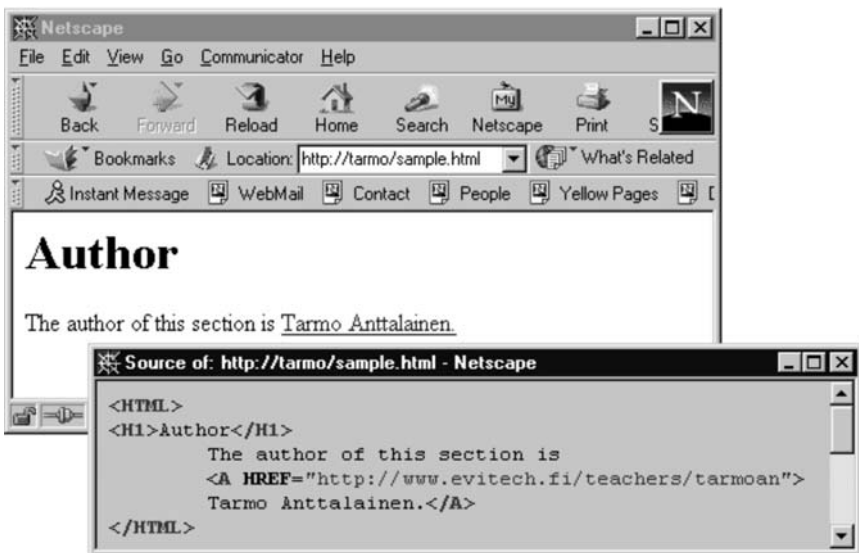 Netscape
File Edit View Go Communicator Help
My
N
Back Forward Reload Home Search Netscape Print S
Bookmarks Location: http://tarmo/sample.html What's Related
Instant Message WebMail Contact People Yellow Pages
Author
The author of this section is Tarmo Anttalainen.
Source of: http://tarmo/sample.html - Netscape
<HTML>
<H1>Author</H1>
The author of this section is
<A HREF="http://www.evitech.fi/teachers/tarmoan">
Tarmo Anttalainen.</A>
</HTML>